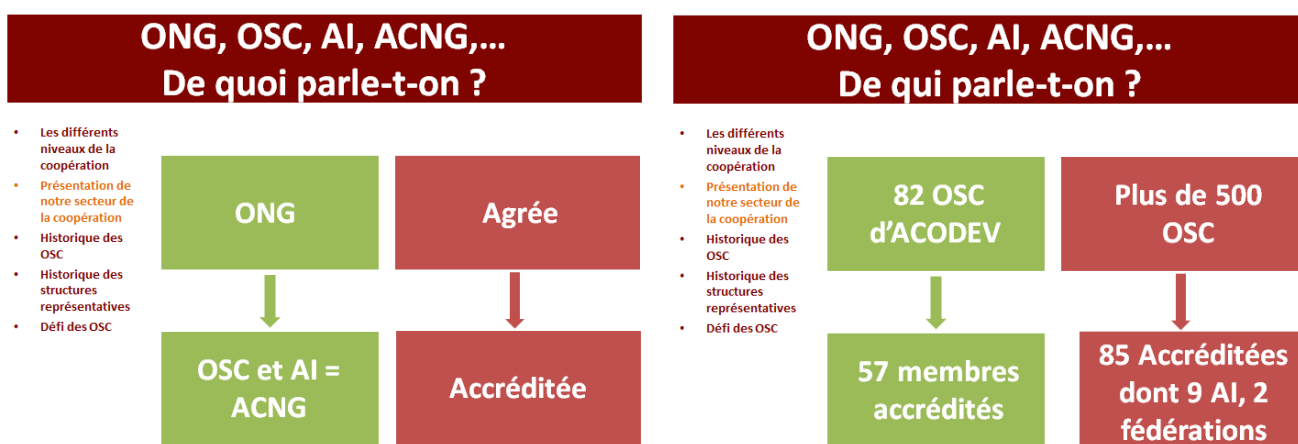 ONG, OSC, AI, ACNG,…
De quoi parle-t-on ?
• Les différents
niveaux de la
coopération
• Présentation de
notre secteur de
la coopération
• Historique des
OSC
• Historique des
structures
représentatives
• Défi des OSC
ONG
Agrée
OSC et AI =
ACNG
Accréditée
ONG, OSC, AI, ACNG,…
De qui parle-t-on ?
• Les différents
niveaux de la
coopération
• Présentation de
notre secteur de
la coopération
• Historique des
OSC
• Historique des
structures
représentatives
• Défi des OSC
82 OSC
d’ACODEV
Plus de 500
OSC
57 membres
accrédités
85 Accréditées
dont 9 AI, 2
fédérations